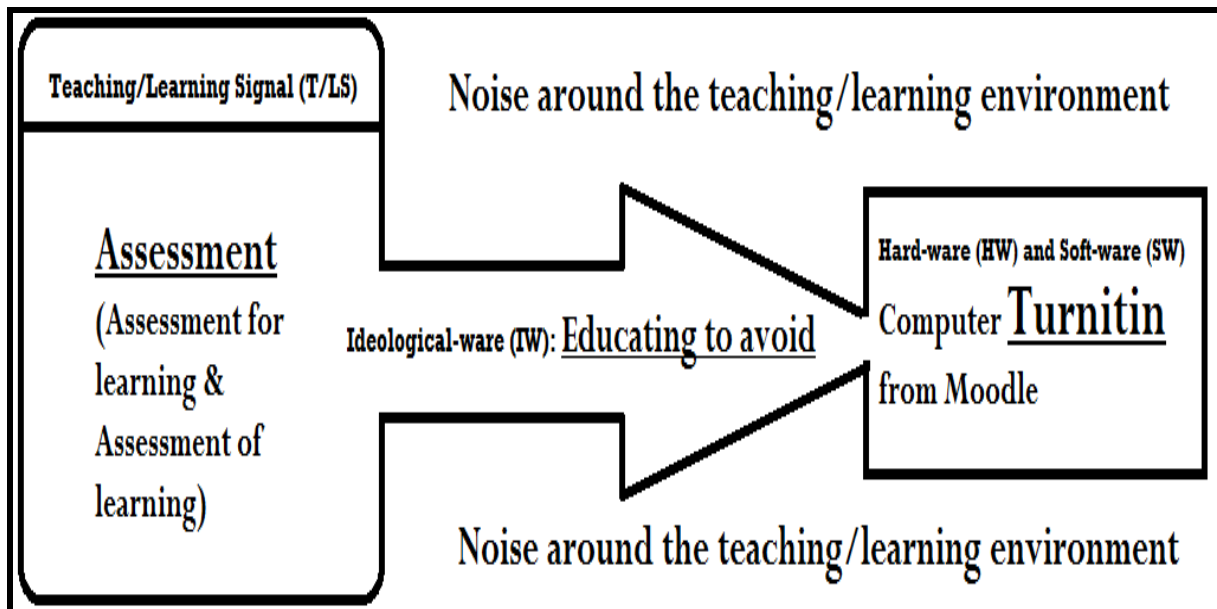 Teaching/Learning Signal (T/LS)
Noise around the teaching/learning environment
Assessment
(Assessment for
learning &
Assessment of
learning)
Ideological-ware (IW): Educating to avoid
Hard-ware (HW) and Soft-ware (SW)
Computer Turnitin
from Moodle
Noise around the teaching/learning environment